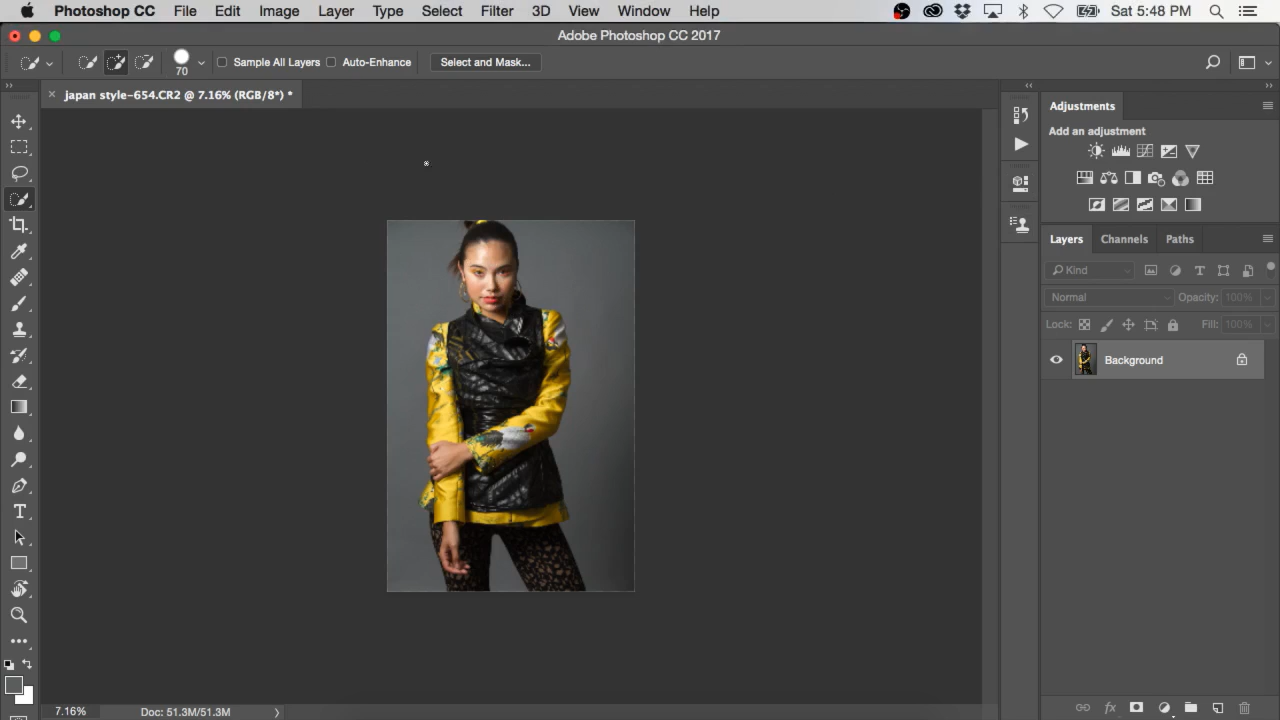 Photoshop CC File Edit Image Layer Type Select Filter 3D View Window Help Sat 5:48 PM
Adobe Photoshop CC 2017
70 Sample All Layers Auto-Enhance Select and Mask...
japan style-654.CR2 @ 7.16% (RGB/8*) *
Adjustments
Add an adjustment
Layers Channels Paths
Kind
Normal Opacity: 100%
Lock: Fill: 100%
Background
7.16% Doc: 51.3M/51.3M